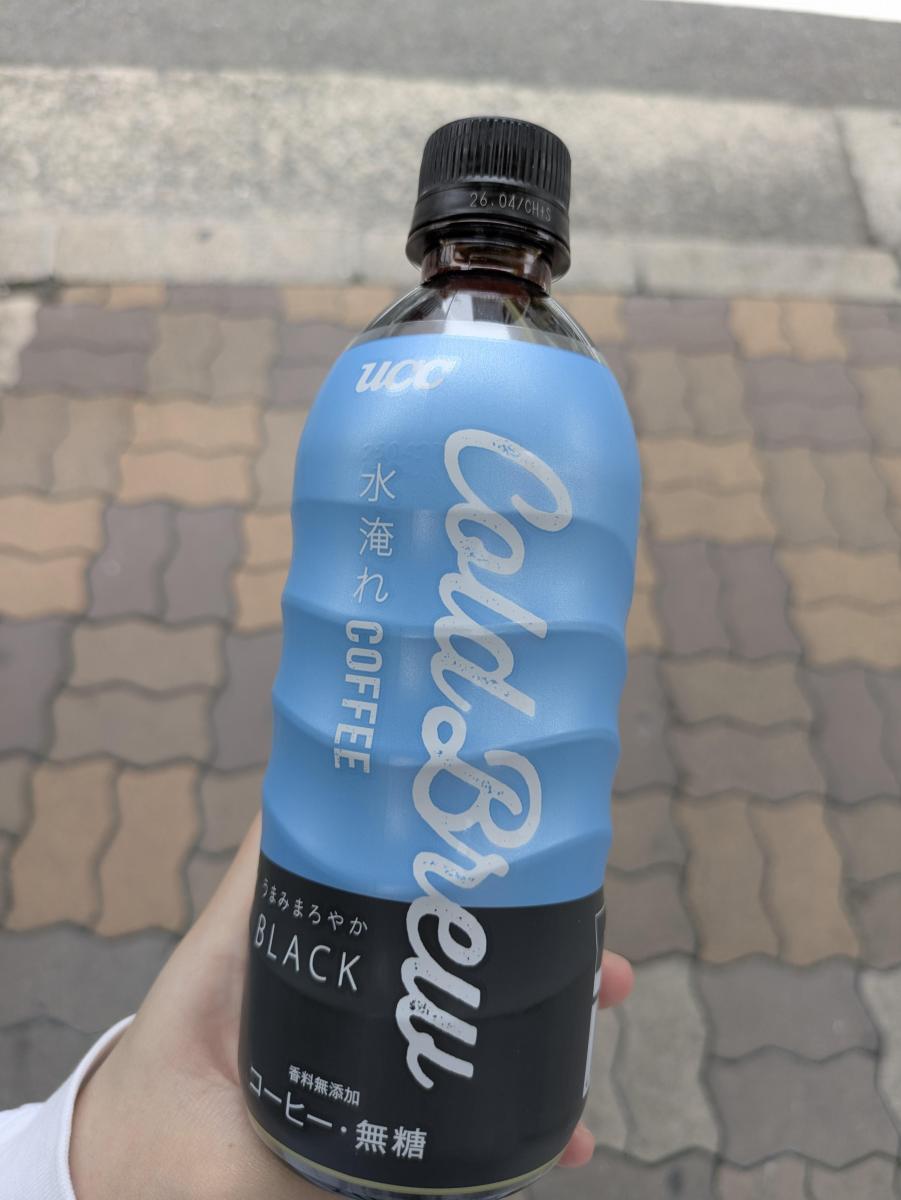 26.04/CH+S
UCC
Cold Brew
水淹れ COFFEE
うまみまろやか
BLACK
香料無添加
コーヒー・無糖